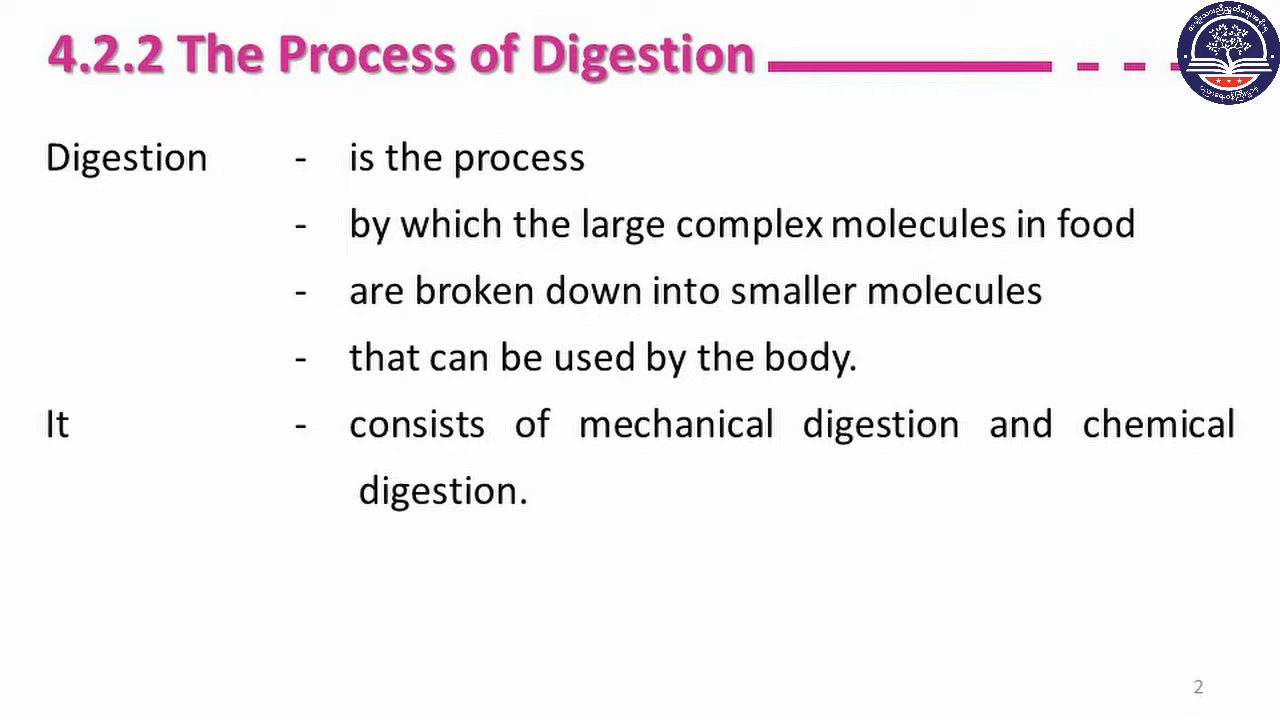 4.2.2 The Process of Digestion
Digestion - is the process
- by which the large complex molecules in food
- are broken down into smaller molecules
- that can be used by the body.
It - consists of mechanical digestion and chemical
digestion.
2